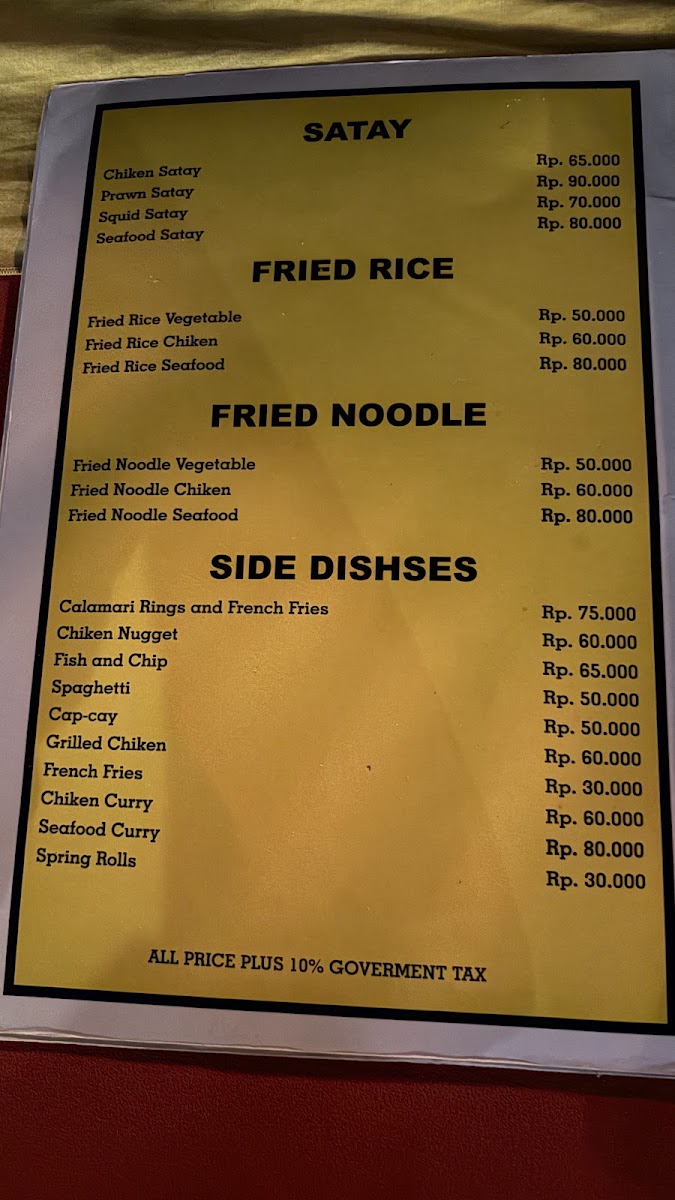 SATAY
Chiken Satay Rp. 65.000
Prawn Satay Rp. 90.000
Squid Satay Rp. 70.000
Seafood Satay Rp. 80.000
FRIED RICE
Fried Rice Vegetable Rp. 50.000
Fried Rice Chiken Rp. 60.000
Fried Rice Seafood Rp. 80.000
FRIED NOODLE
Fried Noodle Vegetable Rp. 50.000
Fried Noodle Chiken Rp. 60.000
Fried Noodle Seafood Rp. 80.000
SIDE DISHSES
Calamari Rings and French Fries Rp. 75.000
Chiken Nugget Rp. 60.000
Fish and Chip Rp. 65.000
Spaghetti Rp. 50.000
Cap-cay Rp. 50.000
Grilled Chiken Rp. 60.000
French Fries Rp. 30.000
Chiken Curry Rp. 60.000
Seafood Curry Rp. 80.000
Spring Rolls Rp. 30.000
ALL PRICE PLUS 10% GOVERMENT TAX